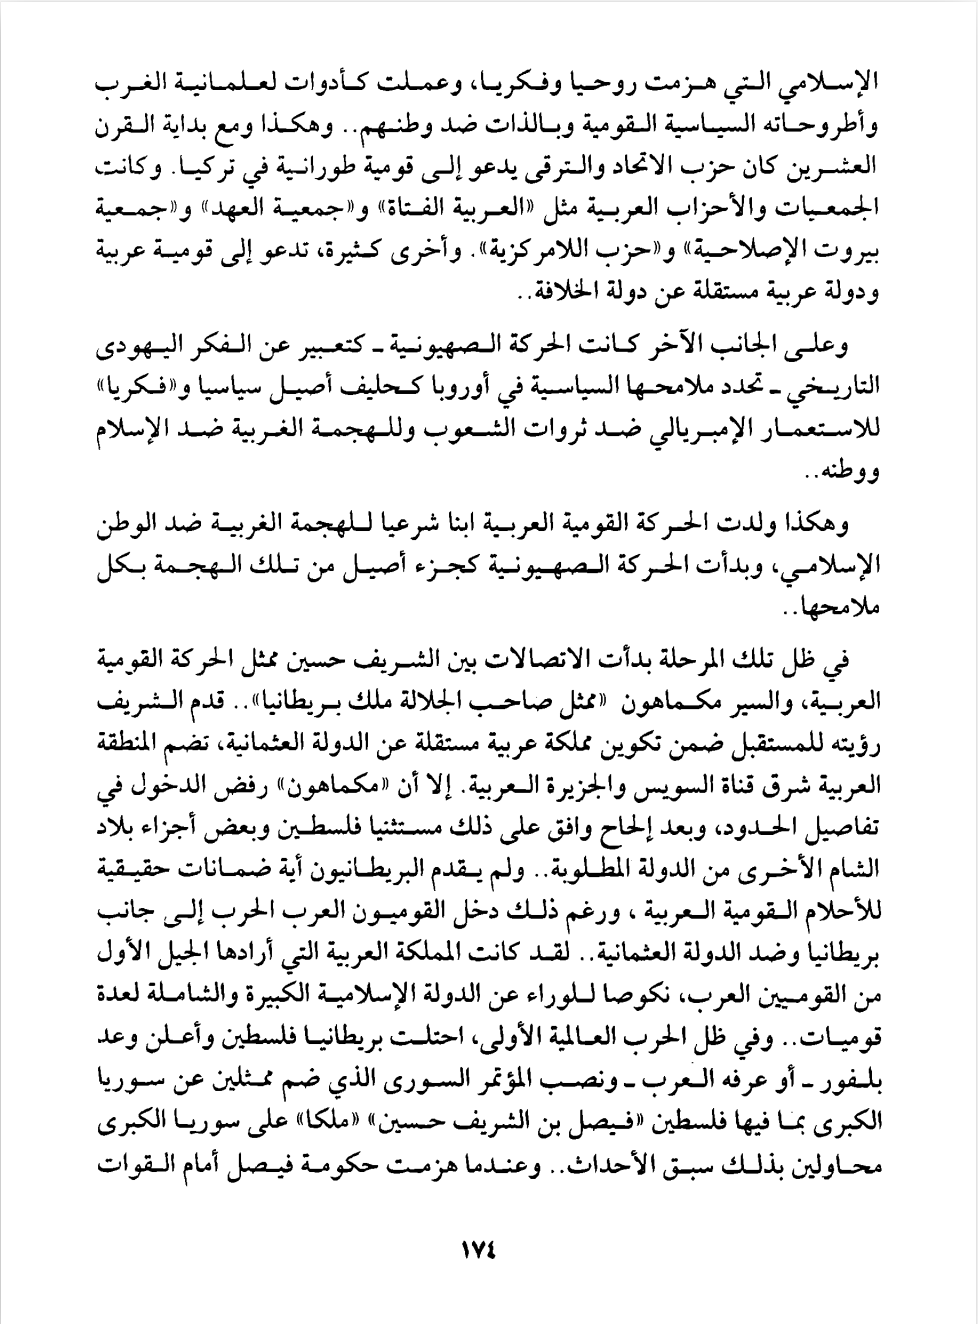 الإسلامي التي هزمت روحيا وفكريا، وعملت كأدوات لعلمانية الغرب
وأطروحاته السياسية القومية وبالذات ضد وطنهم.. وهكذا ومع بداية القرن
العشرين كان حزب الاتحاد والترقى يدعو إلى قومية طورانية في تركيا. وكانت
الجمعيات والأحزاب العربية مثل «العربية الفتاة» و«جمعية العهد» و«جمعية
بيروت الإصلاحية» و«حزب اللامركزية». وأخرى كثيرة، تدعو إلى قومية عربية
ودولة عربية مستقلة عن دولة الخلافة..
وعلى الجانب الآخر كانت الحركة الصهيونية ـ كتعبير عن الفكر اليهودى
التاريخي ـ تحدد ملامحها السياسية في أوروبا كحليف أصيل سياسيا و«فكريا»
للاستعمار الإمبريالي ضد ثروات الشعوب وللهجمة الغربية ضد الإسلام
ووطنه..
وهكذا ولدت الحركة القومية العربية ابنا شرعيا للهجمة الغربية ضد الوطن
الإسلامي، وبدأت الحركة الصهيونية كجزء أصيل من تلك الهجمة بكل
ملامحها..
في ظل تلك المرحلة بدأت الاتصالات بين الشريف حسين ممثل الحركة القومية
العربية، والسير مكماهون «ممثل صاحب الجلالة ملك بريطانيا».. قدم الشريف
رؤيته للمستقبل ضمن تكوين مملكة عربية مستقلة عن الدولة العثمانية، تضم المنطقة
العربية شرق قناة السويس والجزيرة العربية. إلا أن «مكماهون» رفض الدخول في
تفاصيل الحدود، وبعد إلحاح وافق على ذلك مستثنيا فلسطين وبعض أجزاء بلاد
الشام الأخرى من الدولة المطلوبة.. ولم يقدم البريطانيون أية ضمانات حقيقية
للأحلام القومية العربية ، ورغم ذلك دخل القوميون العرب الحرب إلى جانب
بريطانيا وضد الدولة العثمانية.. لقد كانت المملكة العربية التي أرادها الجيل الأول
من القوميين العرب، نكوصا للوراء عن الدولة الإسلامية الكبيرة والشاملة لعدة
قوميات.. وفي ظل الحرب العالمية الأولى، احتلت بريطانيا فلسطين وأعلن وعد
بلفور ـ أو عرفه العرب ـ ونصب المؤتمر السورى الذي ضم ممثلين عن سوريا
الكبرى بما فيها فلسطين «فيصل بن الشريف حسين» «ملكا» على سوريا الكبرى
محاولين بذلك سبق الأحداث.. وعندما هزمت حكومة فيصل أمام القوات
١٧٤